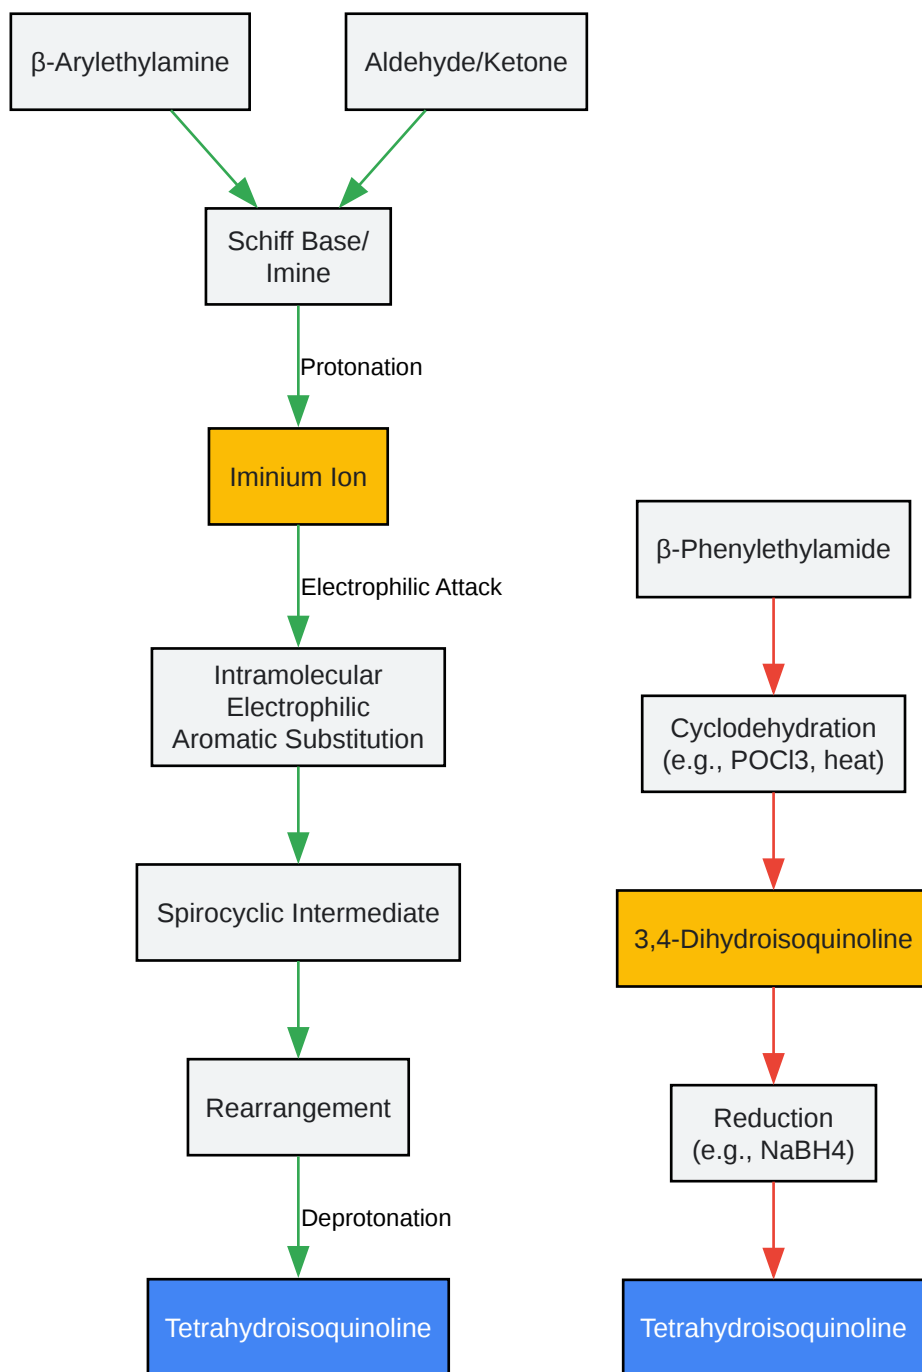 β-Arylethylamine
Aldehyde/Ketone
Schiff Base/
Imine
Protonation
Iminium Ion
Electrophilic Attack
Intramolecular
Electrophilic
Aromatic Substitution
Spirocyclic Intermediate
Rearrangement
Deprotonation
Tetrahydroisoquinoline
β-Phenylethylamide
Cyclodehydration
(e.g., POCl3, heat)
3,4-Dihydroisoquinoline
Reduction
(e.g., NaBH4)
Tetrahydroisoquinoline